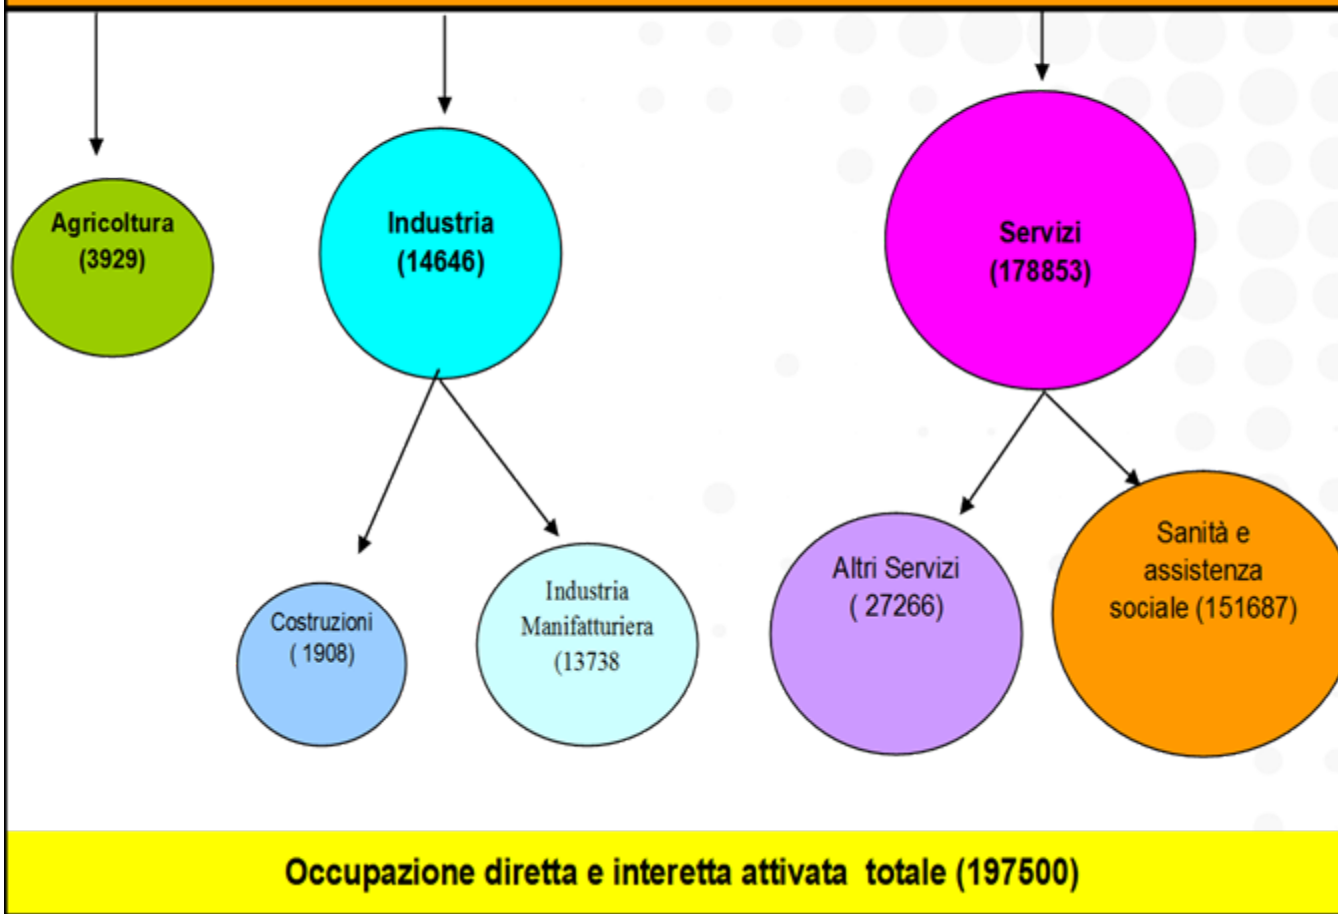 Agricoltura
(3929)
Industria
(14646)
Servizi
(178853)
Costruzioni
( 1908)
Industria
Manifatturiera
(13738
Altri Servizi
( 27266)
Sanità e
assistenza
sociale (151687)
Occupazione diretta e interetta attivata totale (197500)